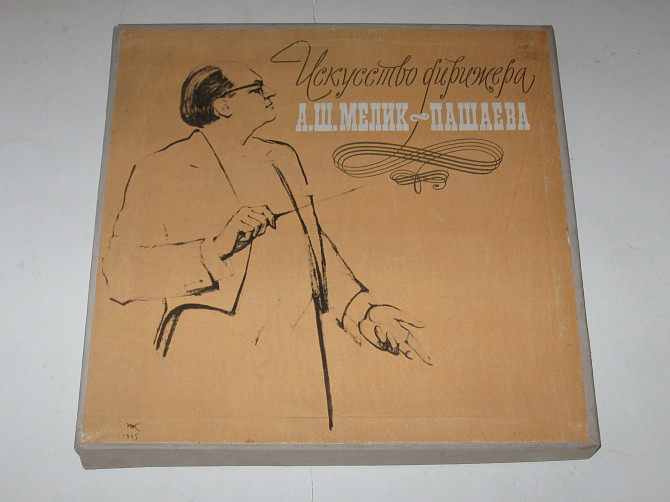 Искусство дирижера
А.Ш.МЕЛИК~ПАШАЕВА